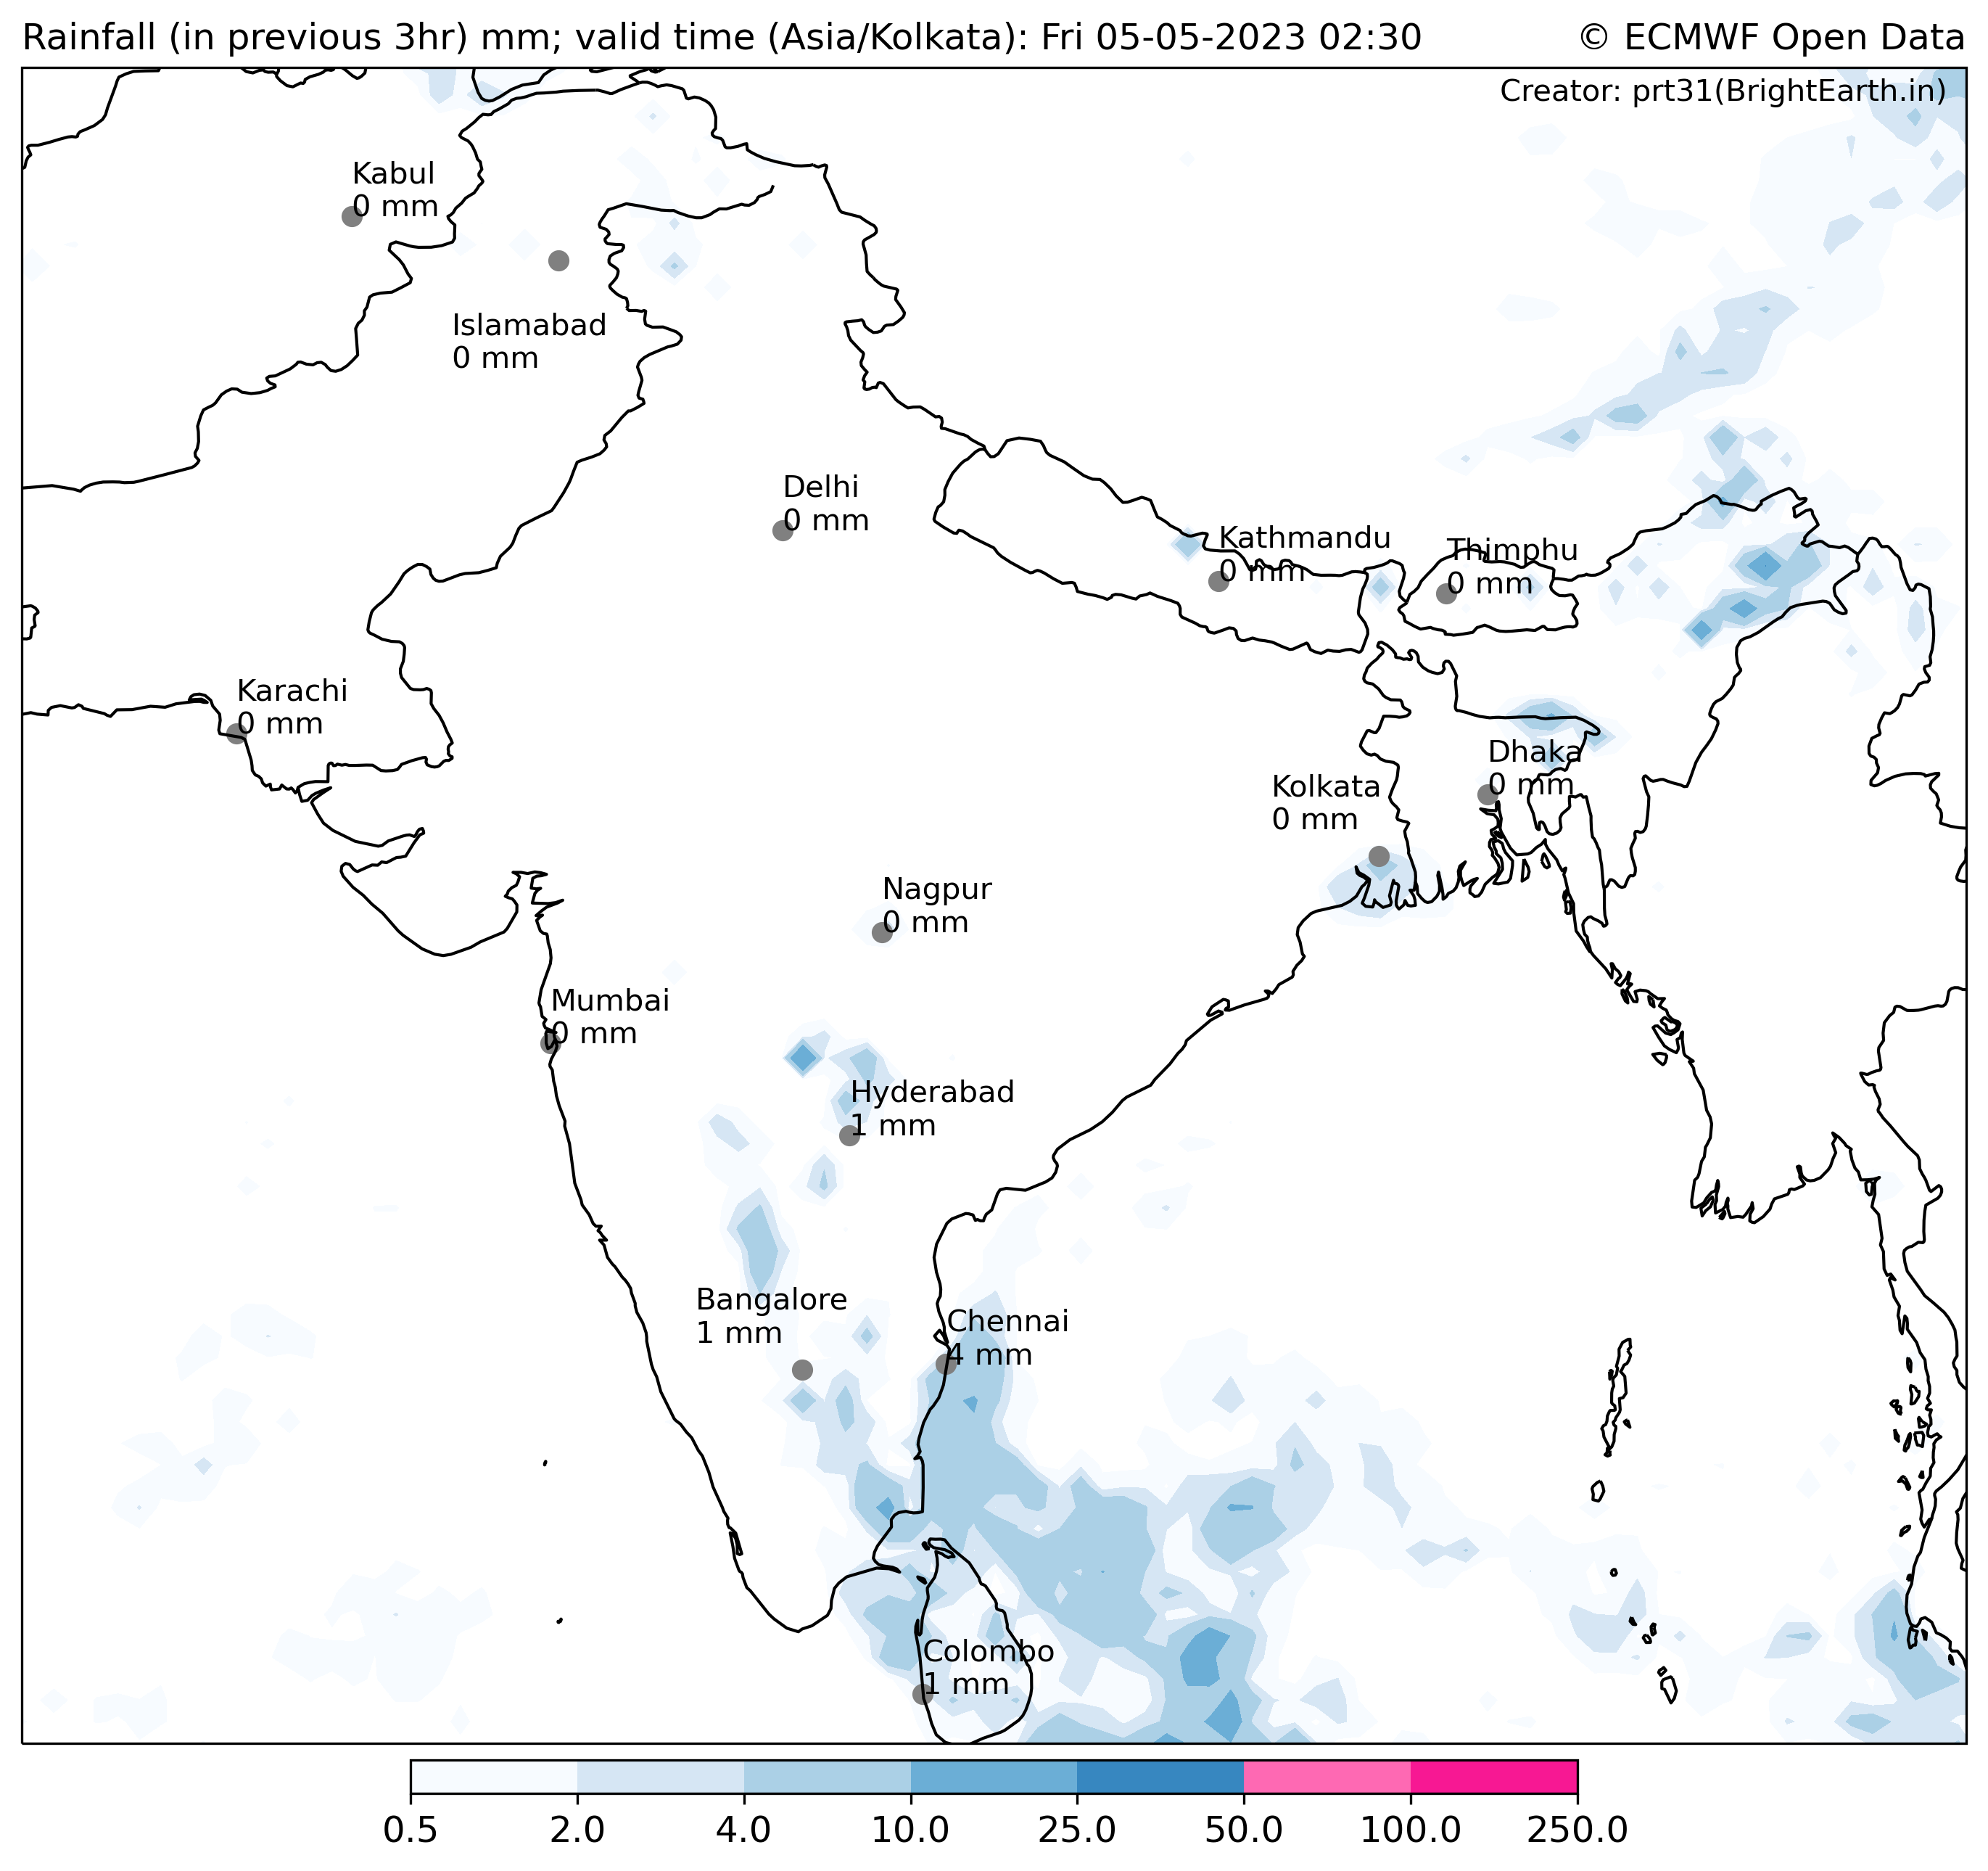 Rainfall (in previous 3hr) mm; valid time (Asia/Kolkata): Fri 05-05-2023 02:30
© ECMWF Open Data
Creator: prt31(BrightEarth.in)
Kabul
0 mm
Islamabad
0 mm
Delhi
0 mm
Kathmandu
0 mm
Thimphu
0 mm
Karachi
0 mm
Dhaka
0 mm
Kolkata
0 mm
Nagpur
0 mm
Mumbai
0 mm
Hyderabad
1 mm
Bangalore
1 mm
Chennai
4 mm
Colombo
1 mm
0.5 2.0 4.0 10.0 25.0 50.0 100.0 250.0